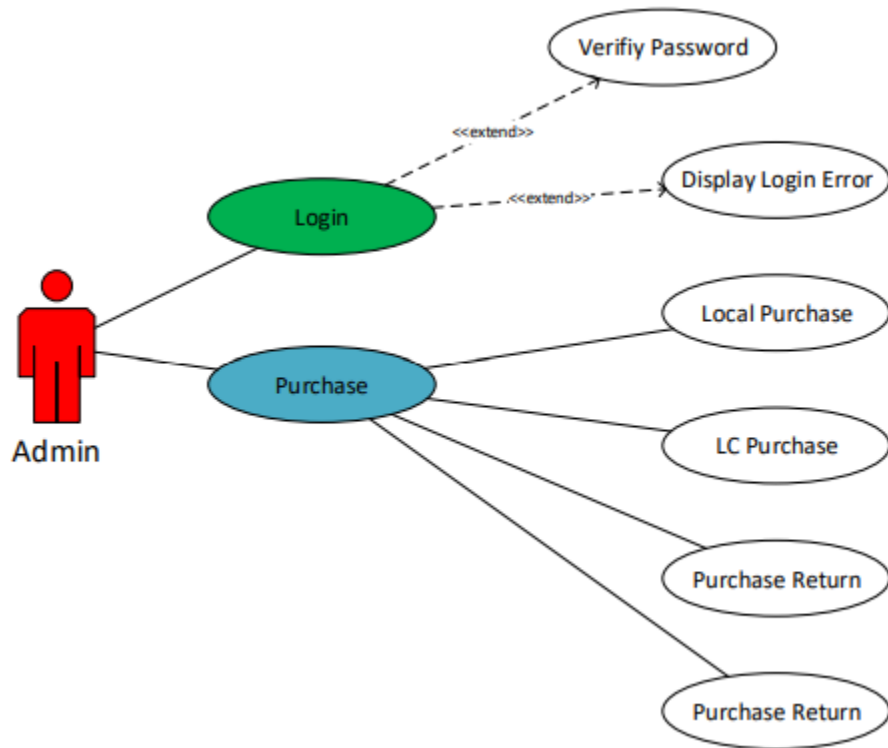 Verifiy Password
<<extend>>
Display Login Error
<<extend>>
Login
Local Purchase
Purchase
Admin
LC Purchase
Purchase Return
Purchase Return